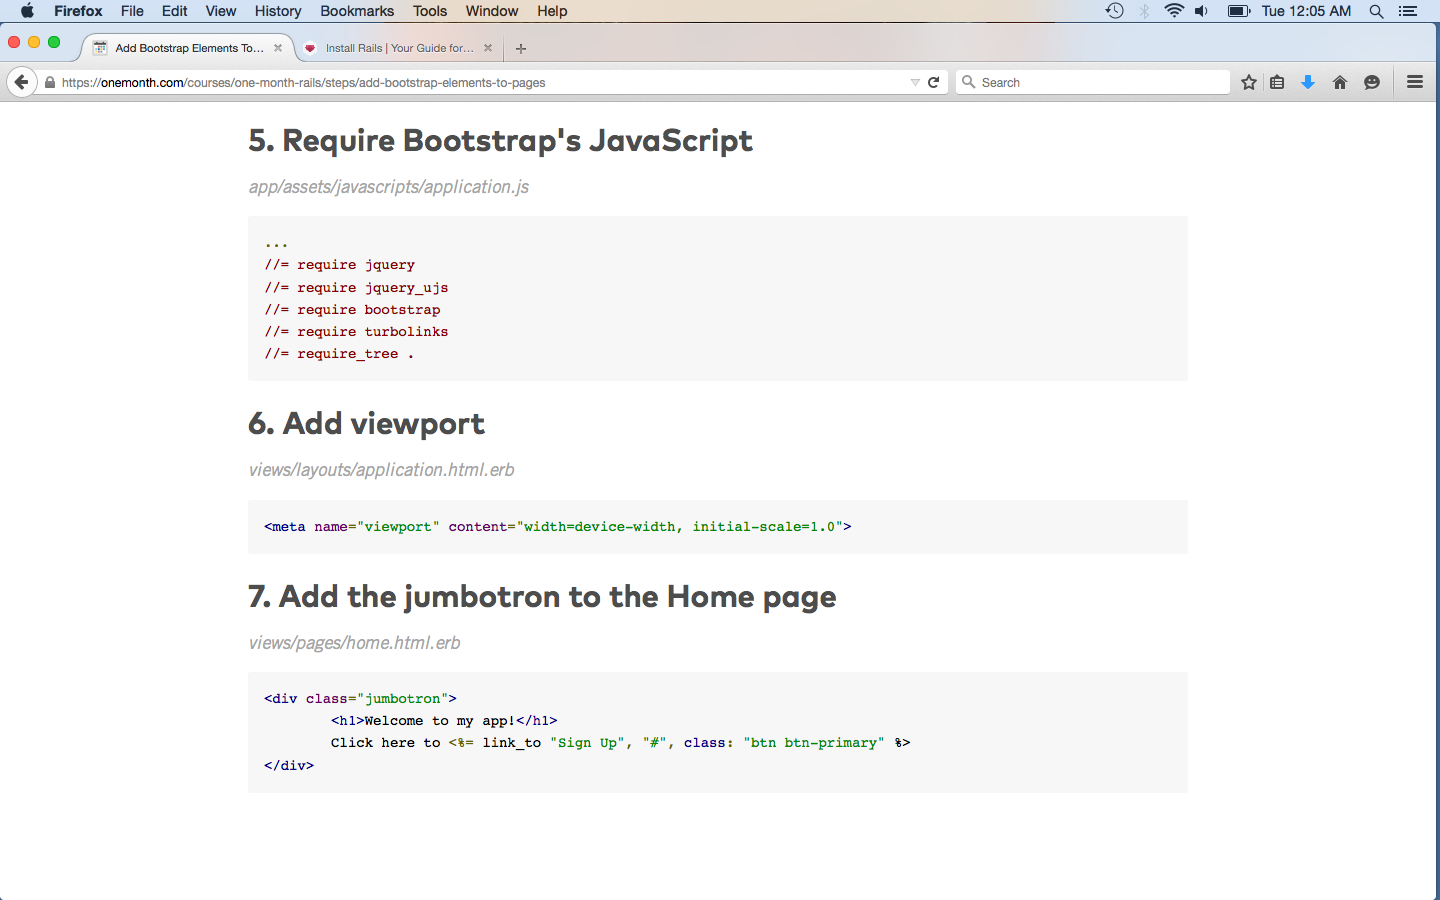 Firefox File Edit View History Bookmarks Tools Window Help Tue 12:05 AM
Add Bootstrap Elements To... Install Rails | Your Guide for...
https://onemonth.com/courses/one-month-rails/steps/add-bootstrap-elements-to-pages Search
5. Require Bootstrap's JavaScript
app/assets/javascripts/application.js
...
//= require jquery
//= require jquery_ujs
//= require bootstrap
//= require turbolinks
//= require_tree .
6. Add viewport
views/layouts/application.html.erb
<meta name="viewport" content="width=device-width, initial-scale=1.0">
7. Add the jumbotron to the Home page
views/pages/home.html.erb
<div class="jumbotron">
<h1>Welcome to my app!</h1>
Click here to <%= link_to "Sign Up", "#", class: "btn btn-primary" %>
</div>